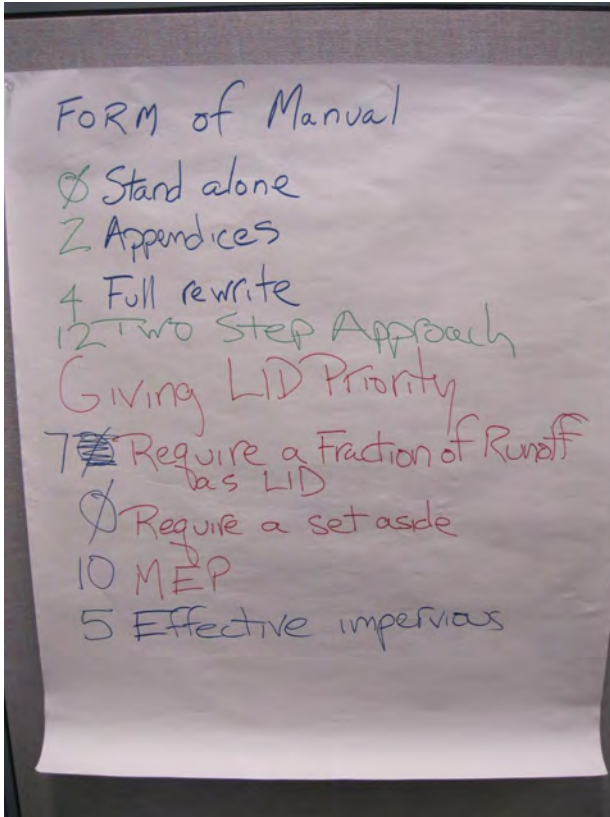 FORM of Manual
Ø Stand alone
2 Appendices
4 Full rewrite
12 Two Step Approach
Giving LID Priority
7 Require a Fraction of Runoff
as LID
Ø Require a set aside
10 MEP
5 Effective impervious